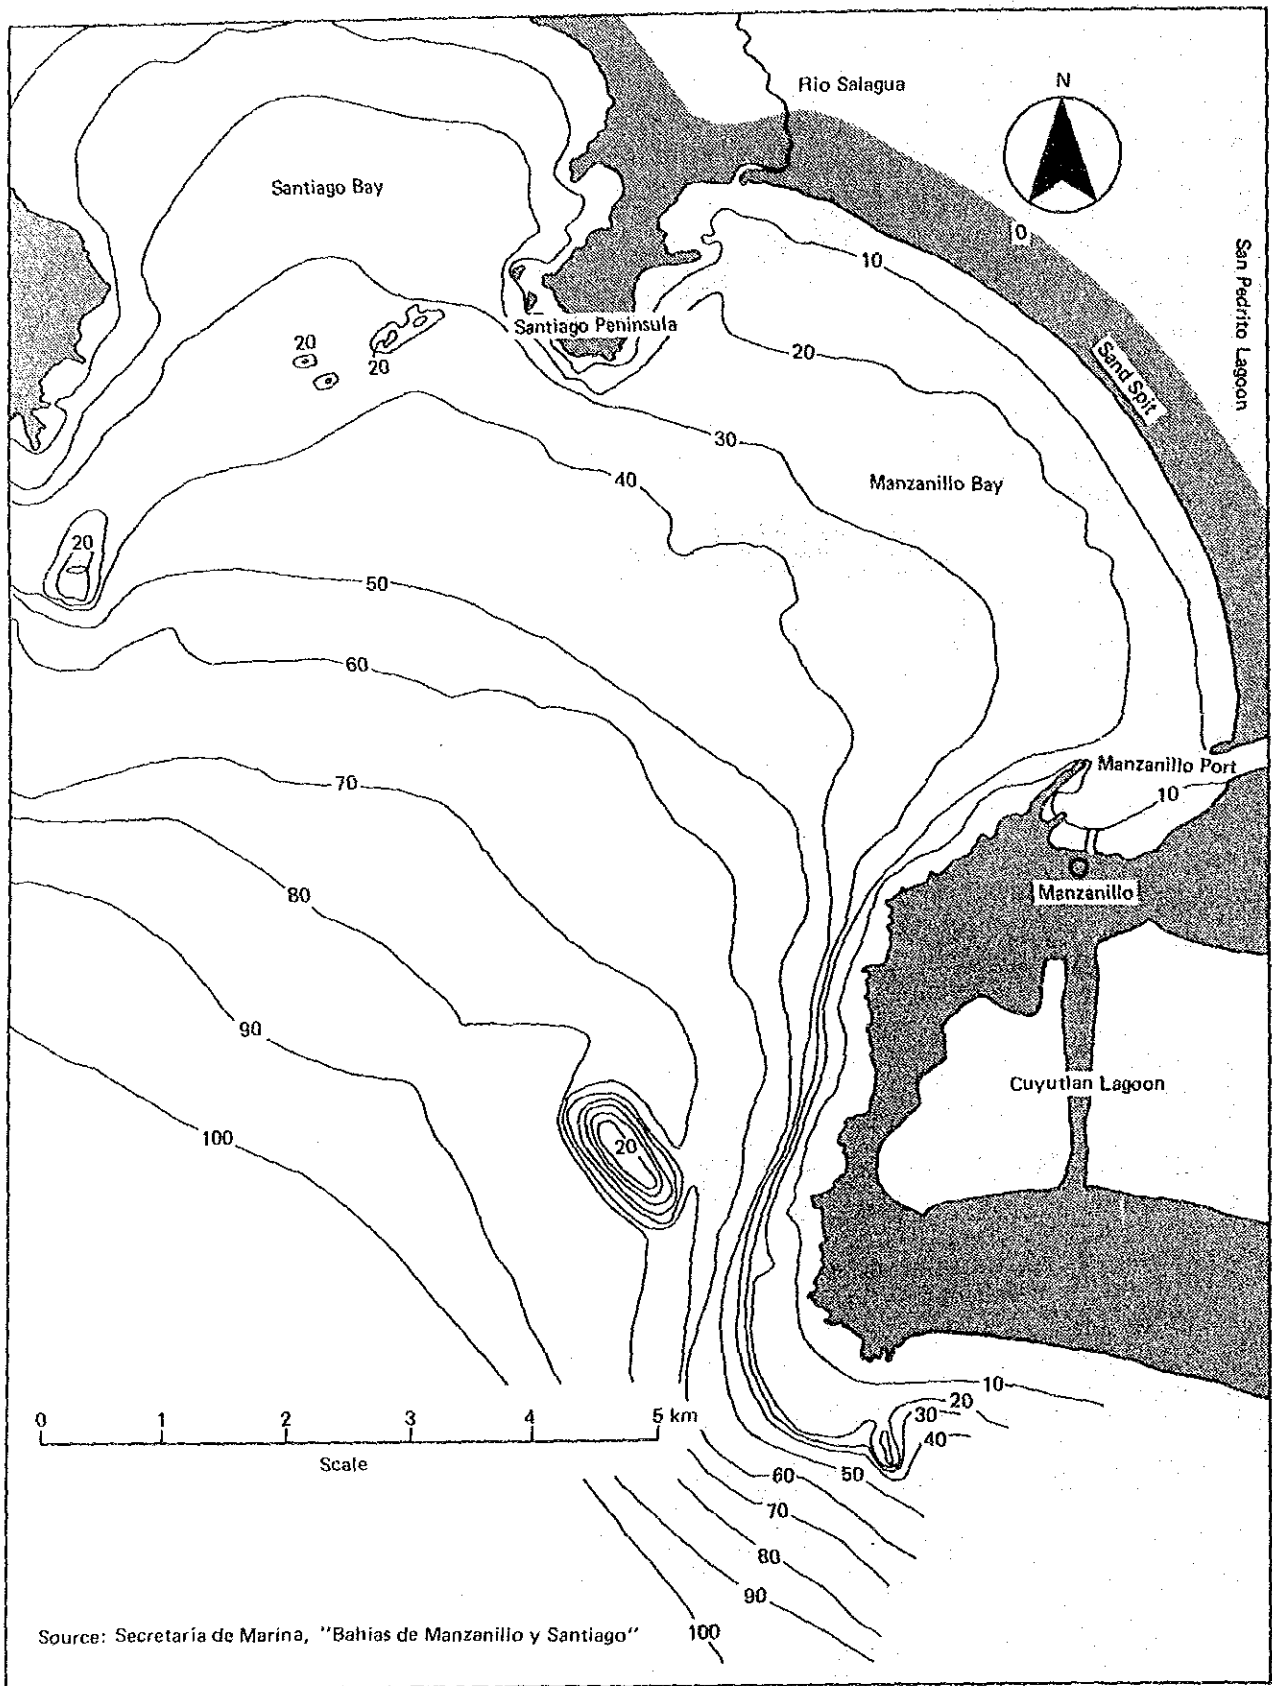 Rio Salagua
N
Santiago Bay
0
10
San Pedrito Lagoon
Santiago Peninsula
20
20
20
Sand Spit
30
40
Manzanillo Bay
20
50
60
Manzanillo Port
70
10
80
Manzanillo
90
Cuyutlan Lagoon
100
20
10
20
0 1 2 3 4 5 km
30
40
Scale
50
60
70
80
90
100
Source: Secretaría de Marina, "Bahias de Manzanillo y Santiago"